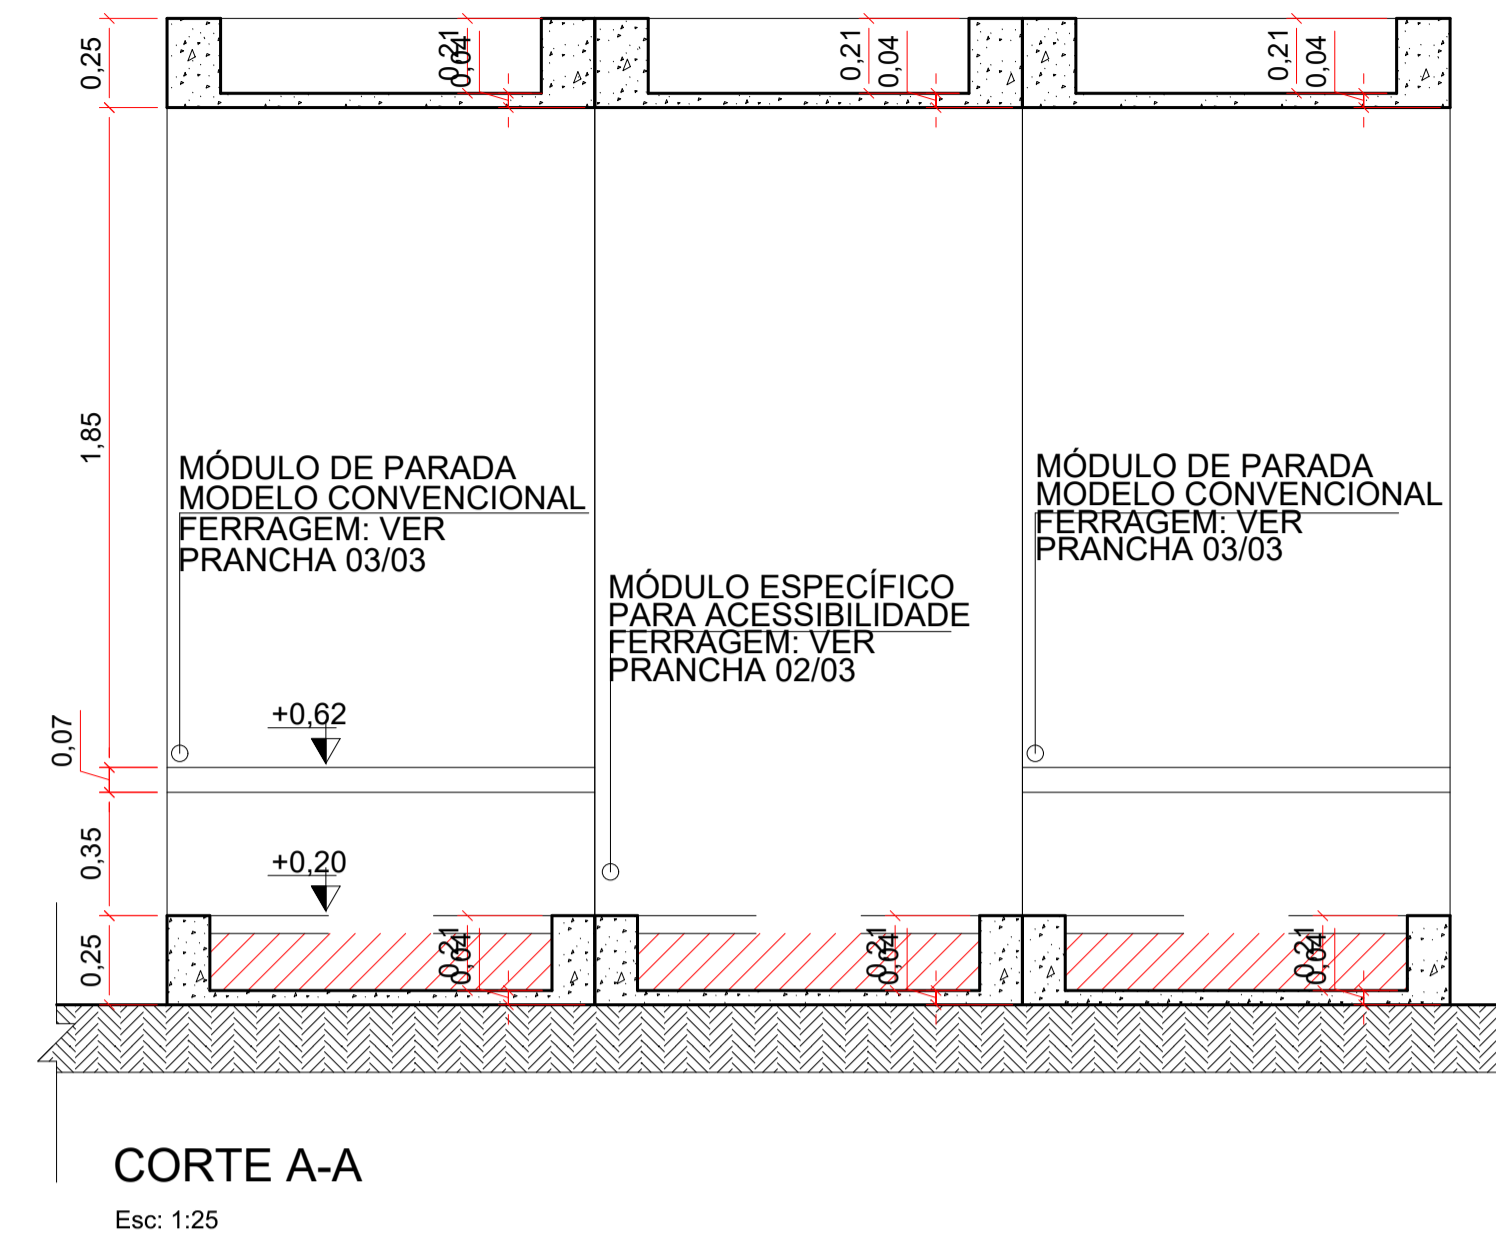 0,25
0,21
0,04
0,21
0,04
0,21
0,04
1,85
MÓDULO DE PARADA
MODELO CONVENCIONAL
FERRAGEM: VER
PRANCHA 03/03
MÓDULO ESPECÍFICO
PARA ACESSIBILIDADE
FERRAGEM: VER
PRANCHA 02/03
MÓDULO DE PARADA
MODELO CONVENCIONAL
FERRAGEM: VER
PRANCHA 03/03
+0,62
0,07
0,35
+0,20
0,25
0,21
0,04
0,21
0,04
0,21
0,04
CORTE A-A
Esc: 1:25